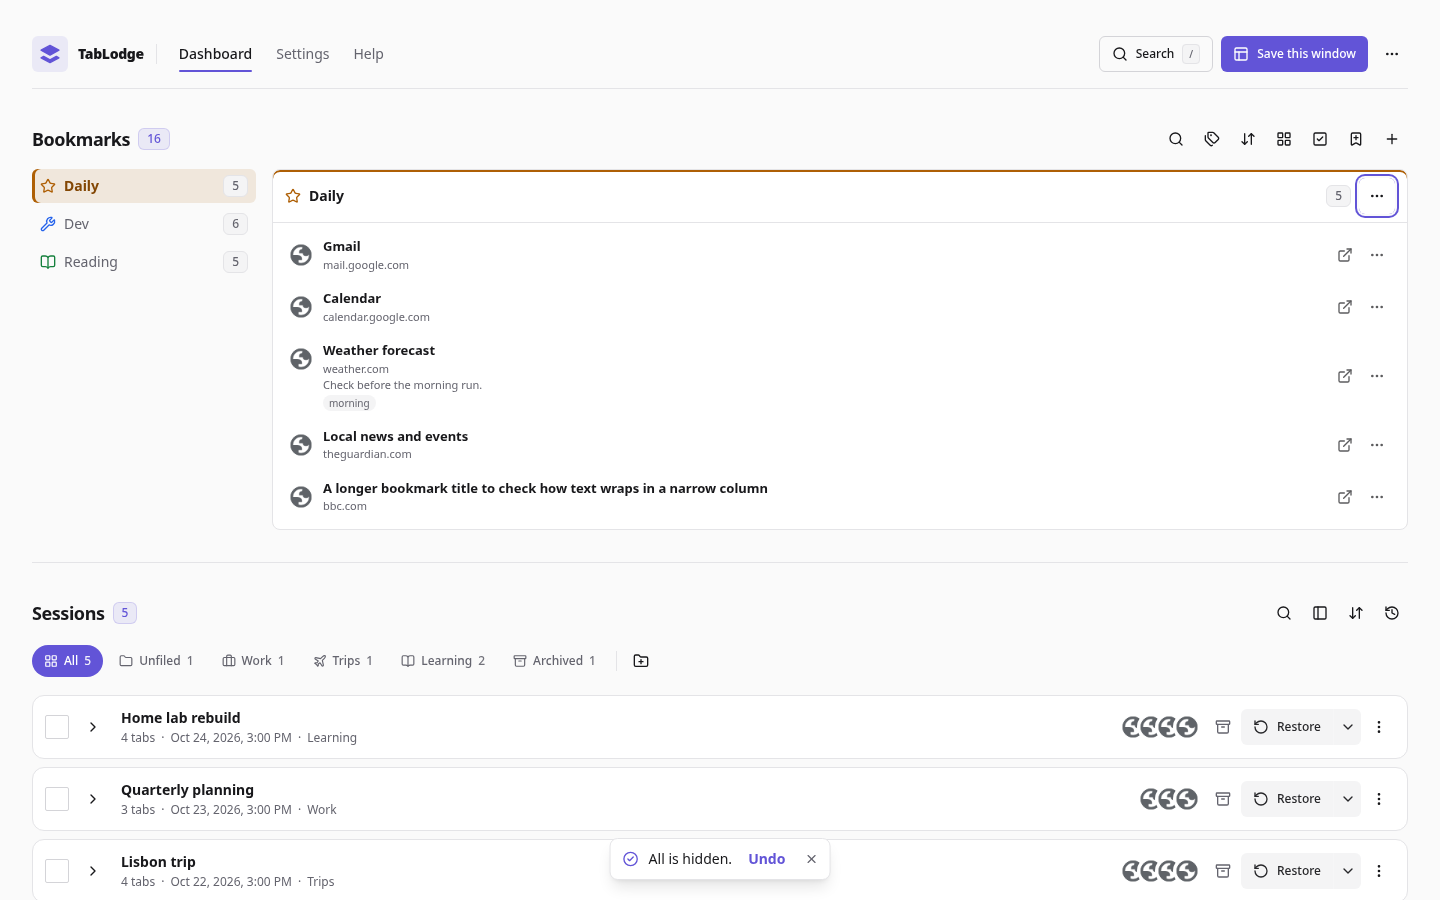 TabLodge
Dashboard
Settings
Help
Search /
Save this window
Bookmarks 16
Daily 5
Dev 6
Reading 5
Daily 5
Gmail
mail.google.com
Calendar
calendar.google.com
Weather forecast
weather.com
Check before the morning run.
morning
Local news and events
theguardian.com
A longer bookmark title to check how text wraps in a narrow column
bbc.com
Sessions 5
All 5
Unfiled 1
Work 1
Trips 1
Learning 2
Archived 1
Home lab rebuild
4 tabs · Oct 24, 2026, 3:00 PM · Learning
Restore
Quarterly planning
3 tabs · Oct 23, 2026, 3:00 PM · Work
Restore
Lisbon trip
4 tabs · Oct 22, 2026, 3:00 PM · Trips
Restore
All is hidden. Undo